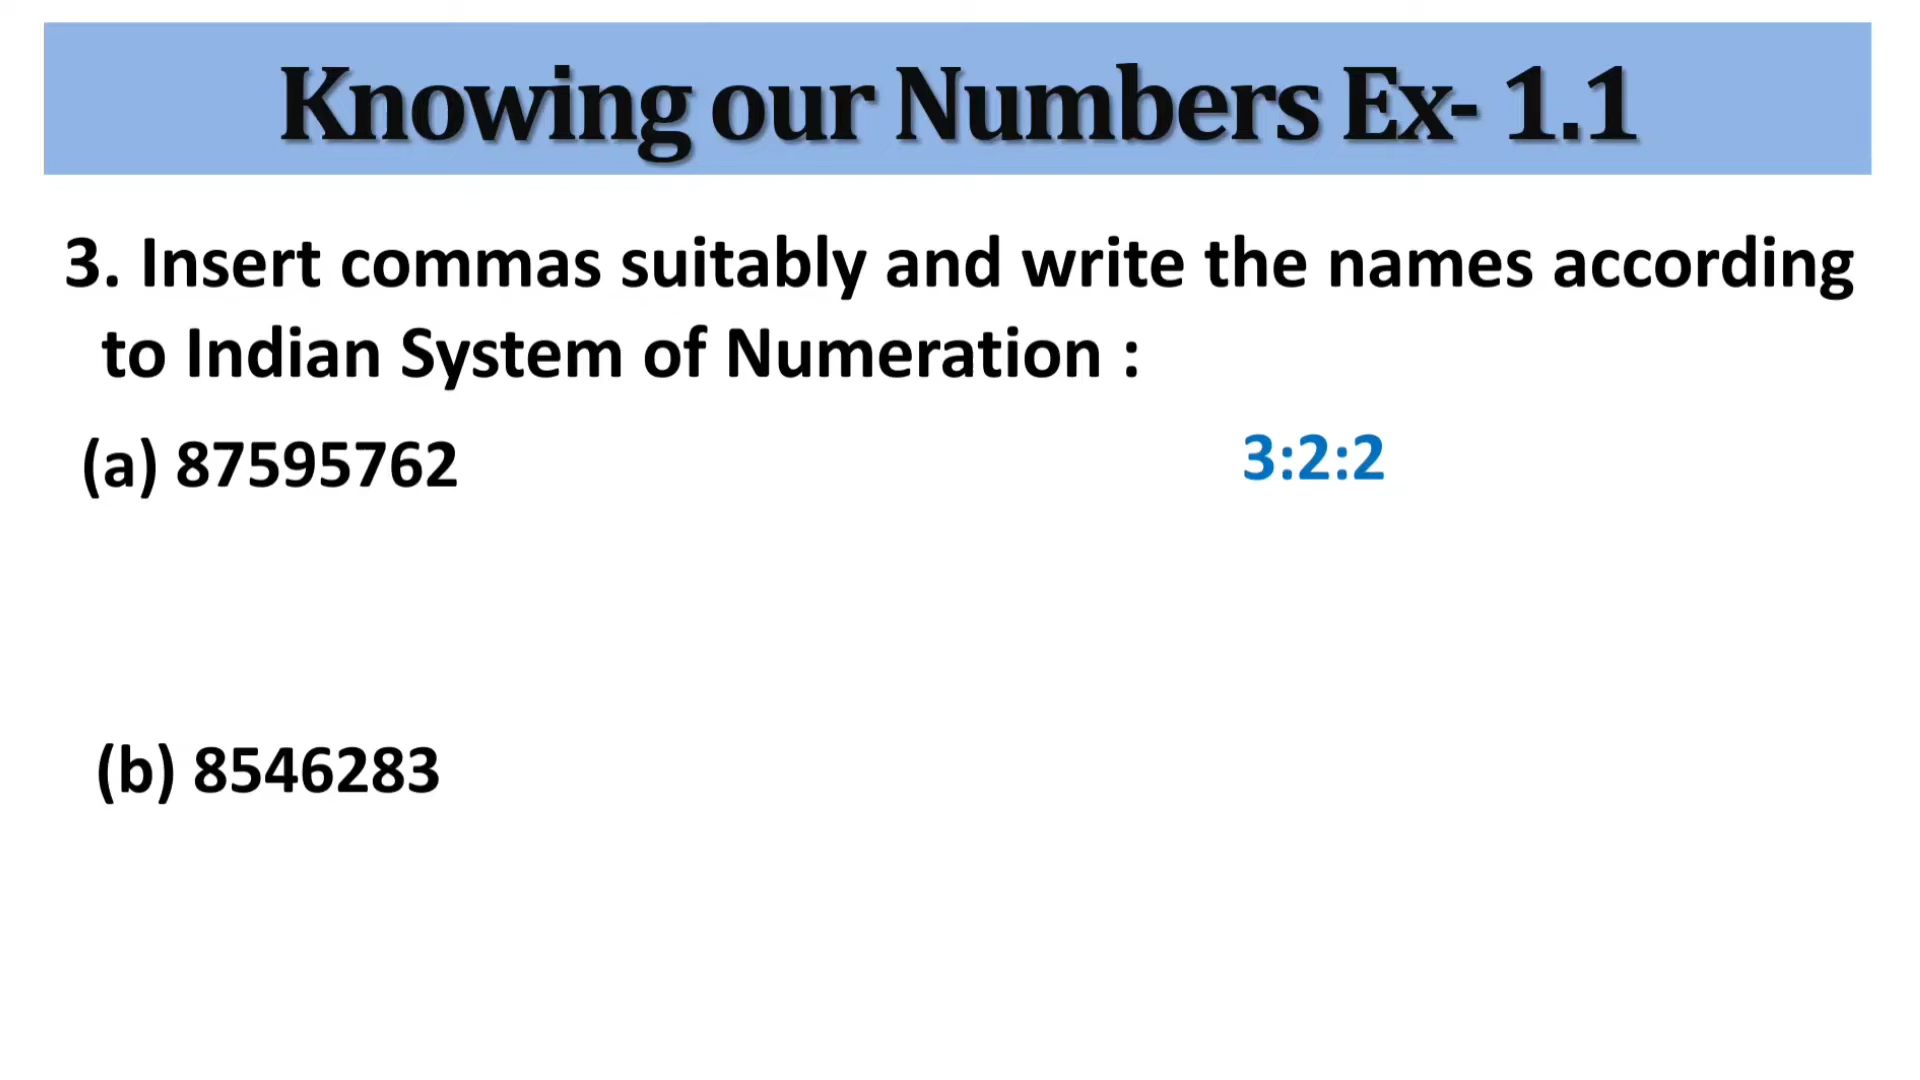 Knowing our Numbers Ex- 1.1
3. Insert commas suitably and write the names according
to Indian System of Numeration :
(a) 87595762
3:2:2
(b) 8546283